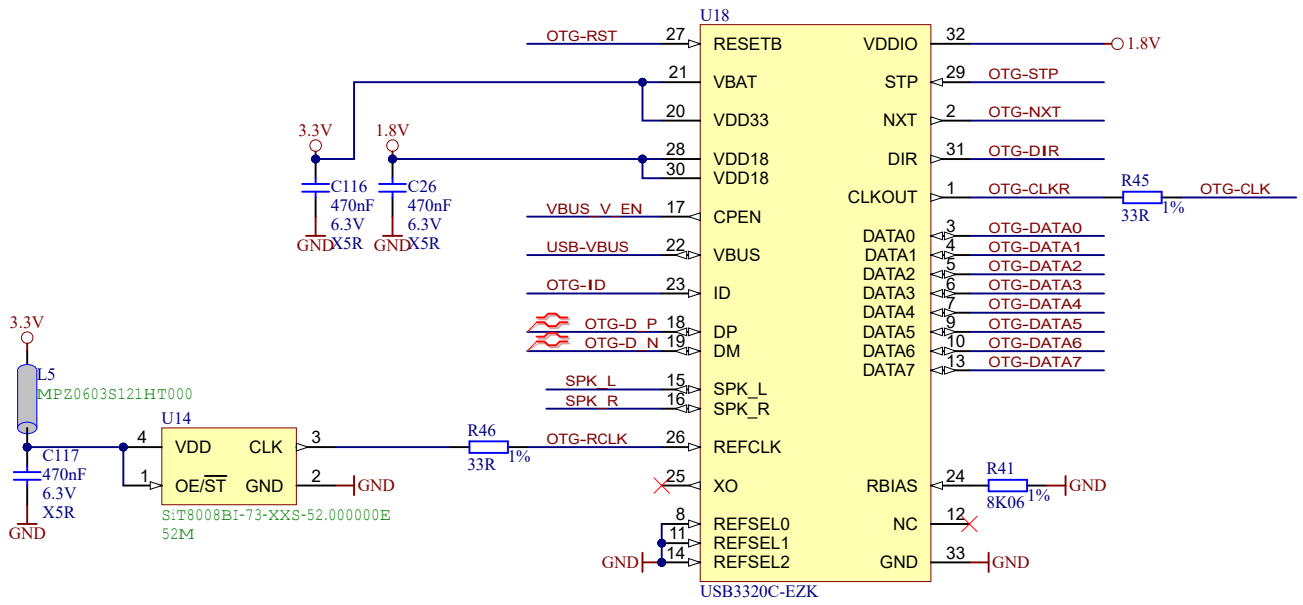 U18
OTG-RST 27 RESETB VDDIO 32 1.8V
21 VBAT STP 29 OTG-STP
20 VDD33 NXT 2 OTG-NXT
3.3V 1.8V
28 VDD18 DIR 31 OTG-DIR
30 VDD18
C116 C26
470nF 470nF
6.3V 6.3V
X5R X5R
GND GND
CLKOUT 1 OTG-CLKR R45 OTG-CLK
33R 1%
VBUS_V_EN 17 CPEN
DATA0 3 OTG-DATA0
USB-VBUS 22 VBUS DATA1 4 OTG-DATA1
DATA2 5 OTG-DATA2
OTG-ID 23 ID DATA3 6 OTG-DATA3
DATA4 7 OTG-DATA4
OTG-D_P 18 DP DATA5 9 OTG-DATA5
OTG-D_N 19 DM DATA6 10 OTG-DATA6
DATA7 13 OTG-DATA7
3.3V
L5
MPZ0603S121HT000
SPK_L 15 SPK_L
SPK_R 16 SPK_R
U14
4 VDD CLK 3 R46 OTG-RCLK 26 REFCLK
33R 1%
C117
470nF
6.3V
X5R
GND
1 OE/ST GND 2 GND
SiT8008BI-73-XXS-52.000000E
52M
25 XO RBIAS 24 R41 GND
8K06 1%
8 REFSEL0 NC 12
11 REFSEL1
GND 14 REFSEL2 GND 33 GND
USB3320C-EZK